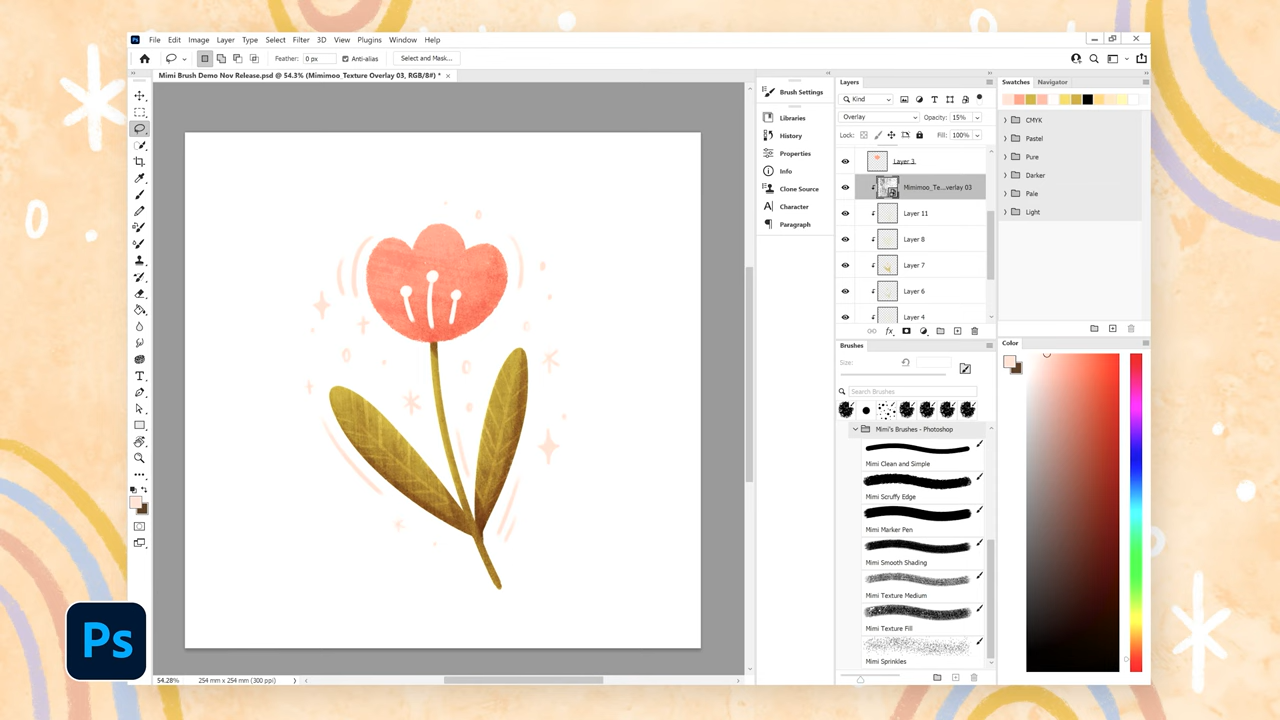 Ps File Edit Image Layer Type Select Filter 3D View Plugins Window Help
Feather: 0 px Anti-alias Select and Mask...
Mimi Brush Demo Nov Release.psd @ 54.3% (Mimimoo_Texture Overlay 03, RGB/8#) * ×
Brush Settings
Libraries
History
Properties
Info
Clone Source
Character
Paragraph
Layers
Kind
Overlay Opacity: 15%
Lock: Fill: 100%
Layer 3
Mimimoo_Te...verlay 03
Layer 11
Layer 8
Layer 7
Layer 6
Layer 4
fx
Brushes
Size:
Search Brushes
Mimi's Brushes - Photoshop
Mimi Clean and Simple
Mimi Scruffy Edge
Mimi Marker Pen
Mimi Smooth Shading
Mimi Texture Medium
Mimi Texture Fill
Mimi Sprinkles
Swatches Navigator
CMYK
Pastel
Pure
Darker
Pale
Light
Color
54.28% 254 mm x 254 mm (300 ppi)
Ps